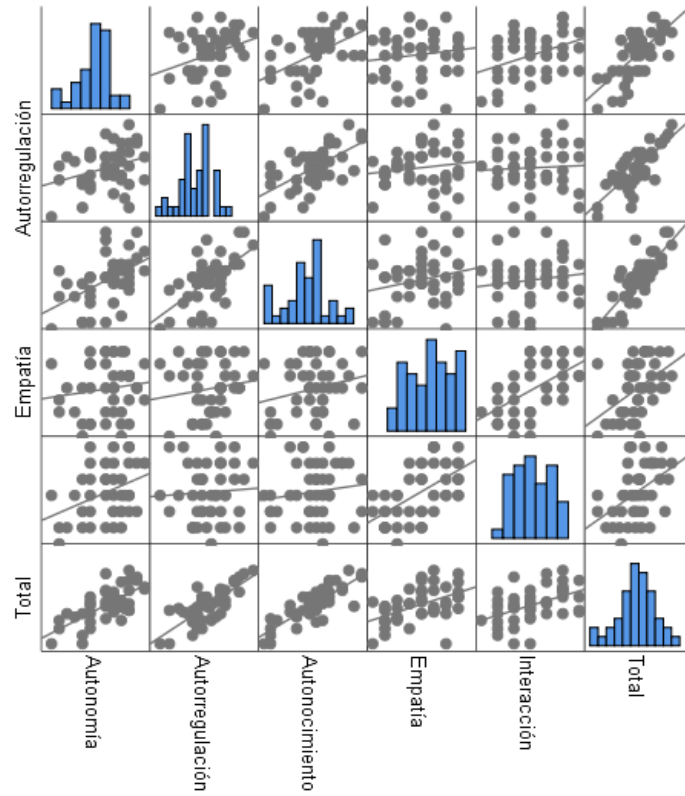 Autorregulación
Empatía
Total
Autonomía
Autorregulación
Autonocimiento
Empatía
Interacción
Total